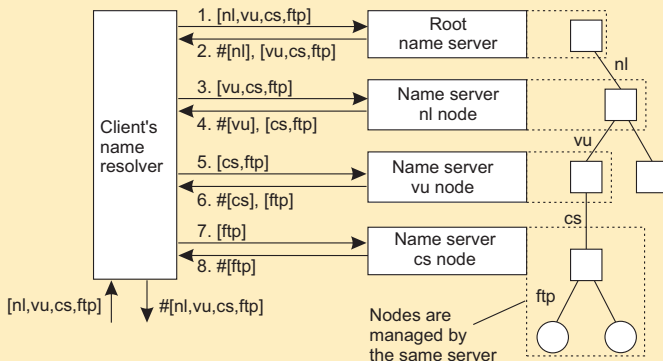 1. [nl,vu,cs,ftp]
2. #[nl], [vu,cs,ftp]
Root
name server
nl
3. [vu,cs,ftp]
4. #[vu], [cs,ftp]
Name server
nl node
Client's
name
resolver
vu
5. [cs,ftp]
6. #[cs], [ftp]
Name server
vu node
cs
7. [ftp]
8. #[ftp]
Name server
cs node
ftp
[nl,vu,cs,ftp]
#[nl,vu,cs,ftp]
Nodes are
managed by
the same server